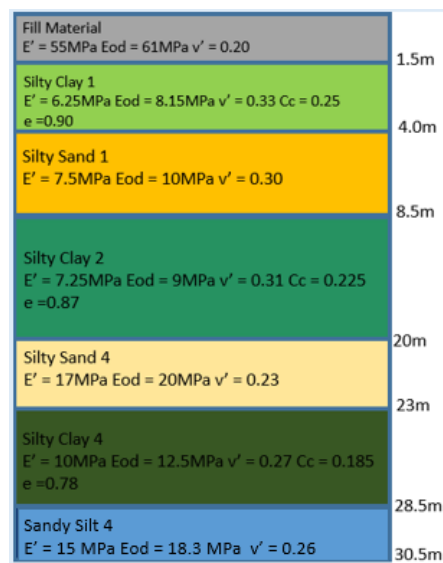 Fill Material
E' = 55MPa Eod = 61MPa v' = 0.20
1.5m
Silty Clay 1
E' = 6.25MPa Eod = 8.15MPa v' = 0.33 Cc = 0.25
e =0.90
4.0m
Silty Sand 1
E' = 7.5MPa Eod = 10MPa v' = 0.30
8.5m
Silty Clay 2
E' = 7.25MPa Eod = 9MPa v' = 0.31 Cc = 0.225
e =0.87
20m
Silty Sand 4
E' = 17MPa Eod = 20MPa v' = 0.23
23m
Silty Clay 4
E' = 10MPa Eod = 12.5MPa v' = 0.27 Cc = 0.185
e =0.78
28.5m
Sandy Silt 4
E' = 15 MPa Eod = 18.3 MPa v' = 0.26
30.5m